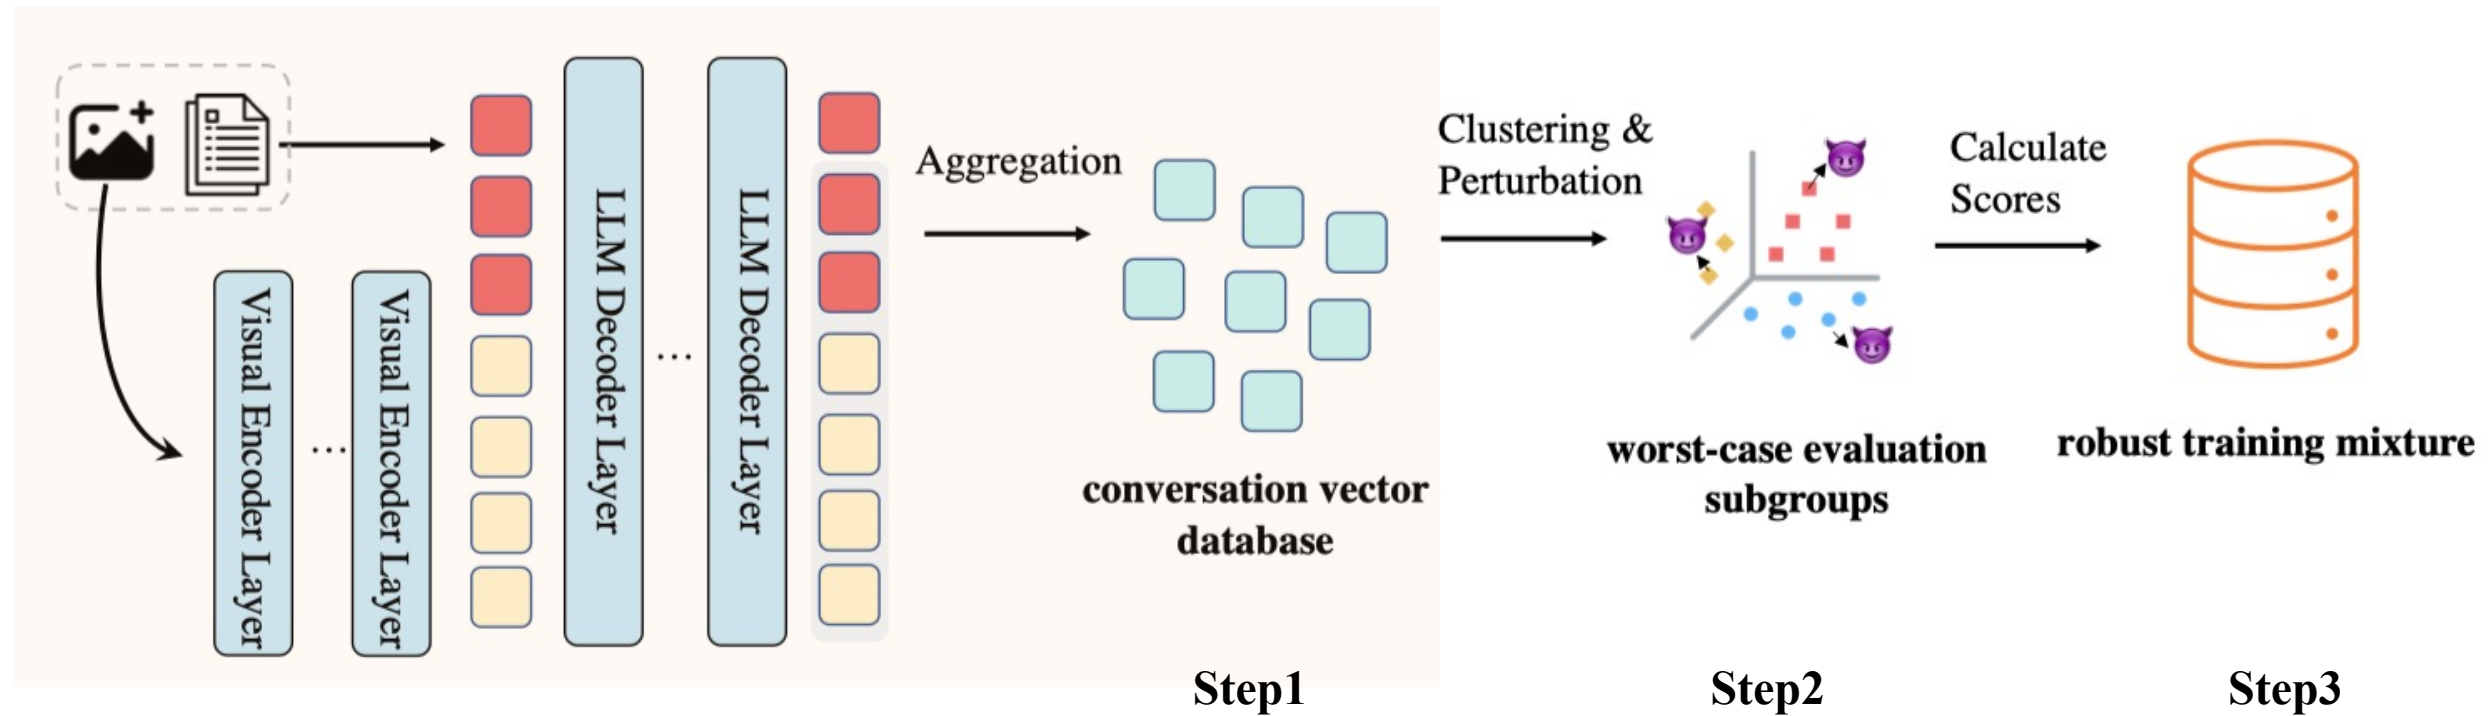 Visual Encoder Layer
...
Visual Encoder Layer
LLM Decoder Layer
...
LLM Decoder Layer
Aggregation
conversation vector
database
Step1
Clustering &
Perturbation
worst-case evaluation
subgroups
Step2
Calculate
Scores
robust training mixture
Step3